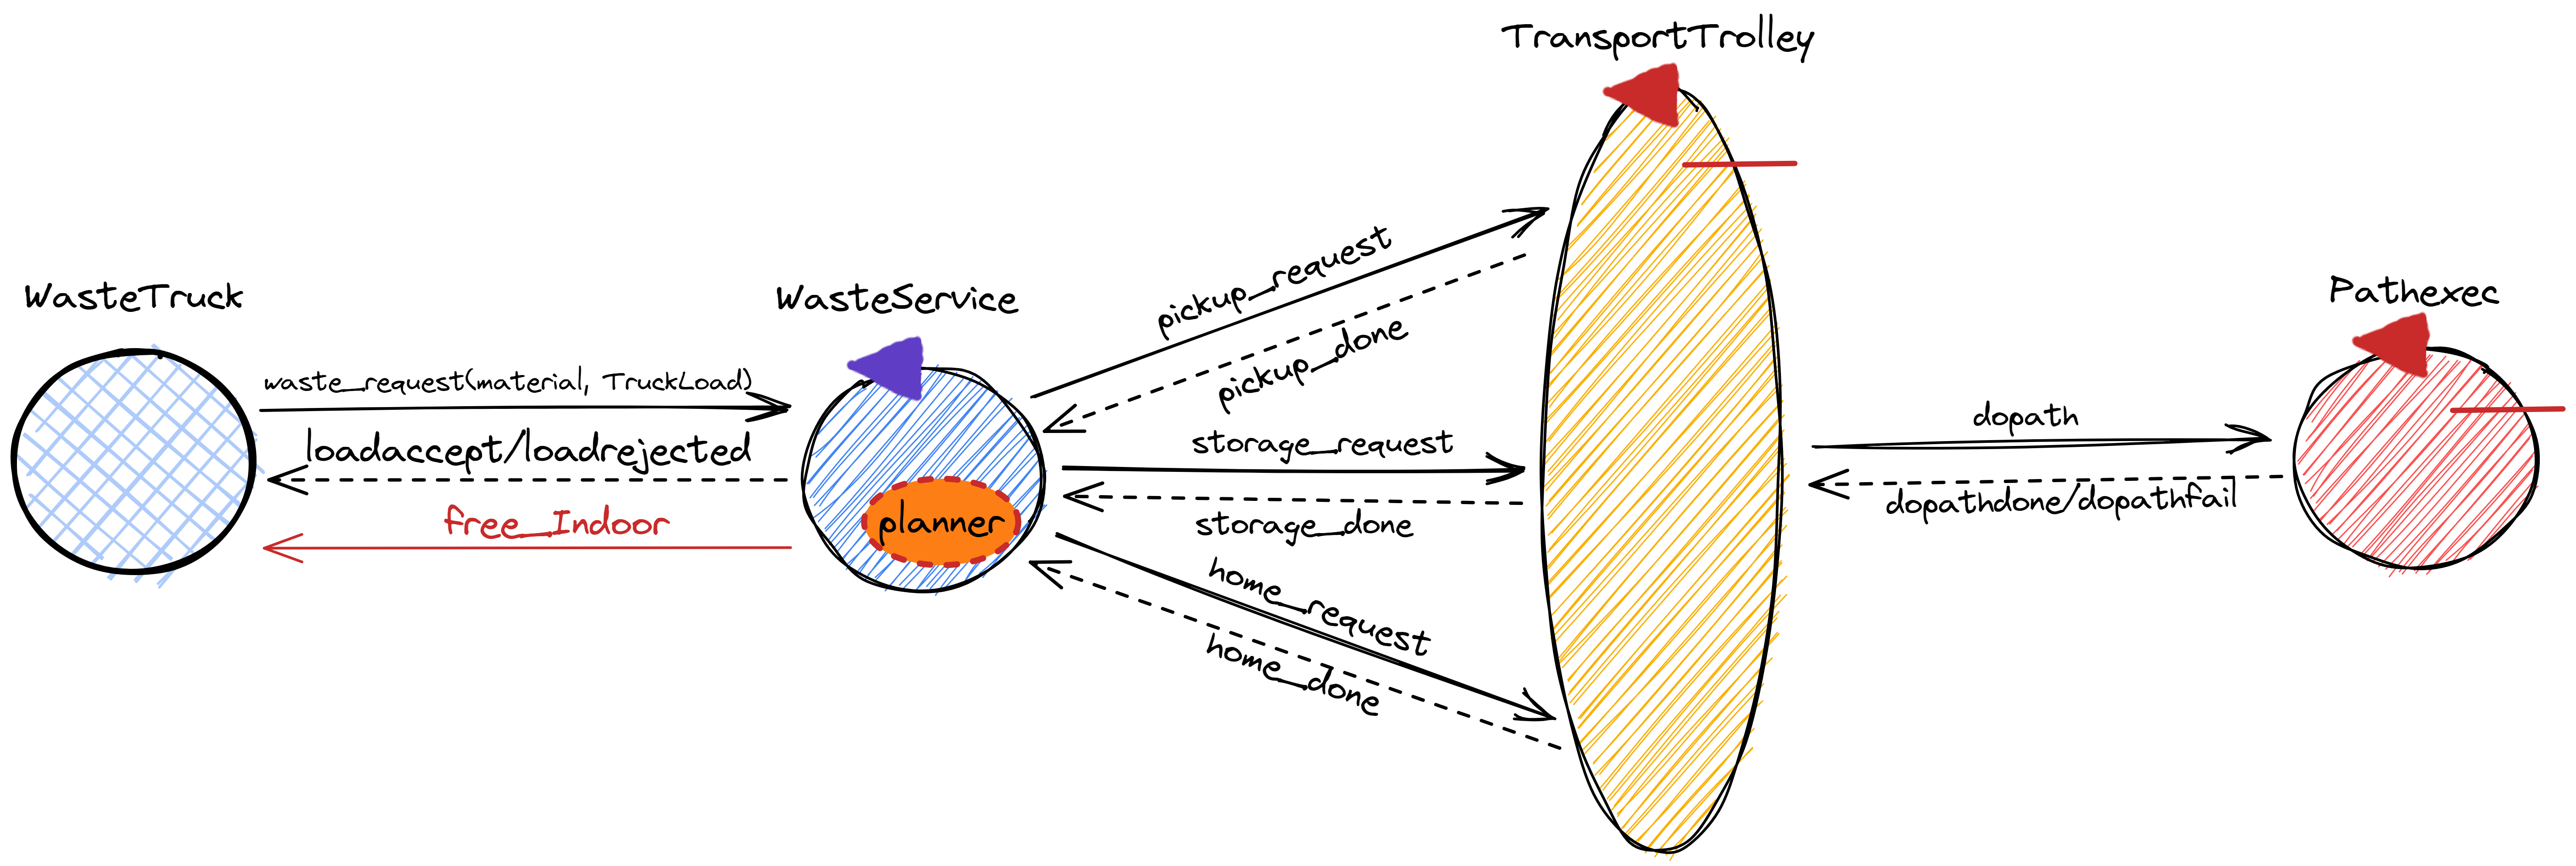 TransportTrolley
WasteTruck
WasteService
Pathexec
waste_request(material, TruckLoad)
loadaccept/loadrejected
free_Indoor
planner
pickup_request
pickup_done
storage_request
storage_done
home_request
home_done
dopath
dopathdone/dopathfail